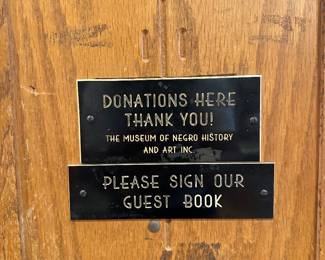 DONATIONS HERE
THANK YOU!
THE MUSEUM OF NEGRO HISTORY
AND ART INC.
PLEASE SIGN OUR
GUEST BOOK